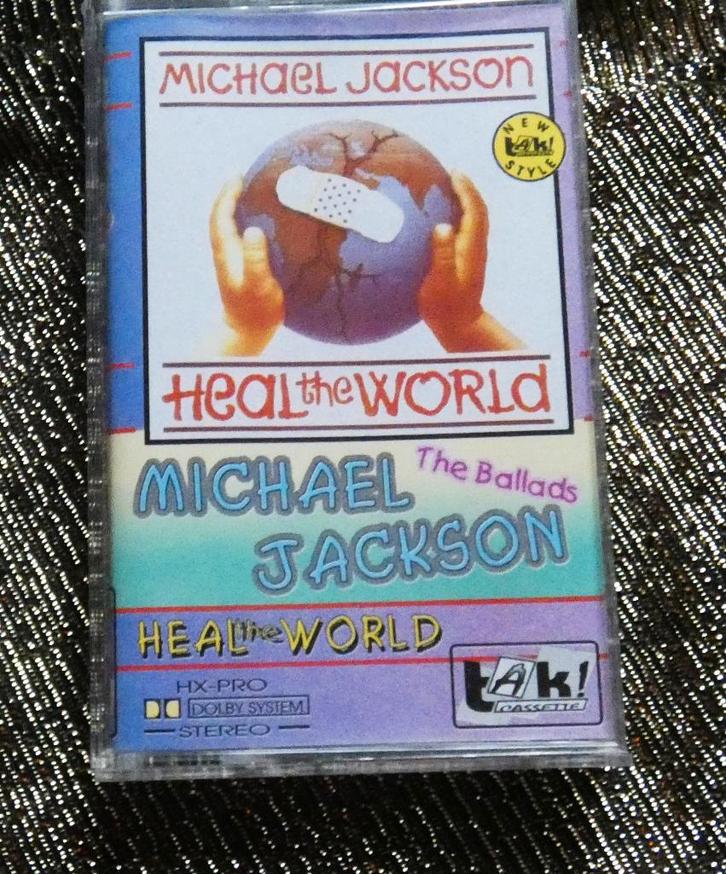 MICHAEL JACKSON
NEW
tAk!
STYLE
HEAL the WORLD
MICHAEL
The Ballads
JACKSON
HEAL the WORLD
tAk!
CASSETTE
HX-PRO
DOLBY SYSTEM
STEREO